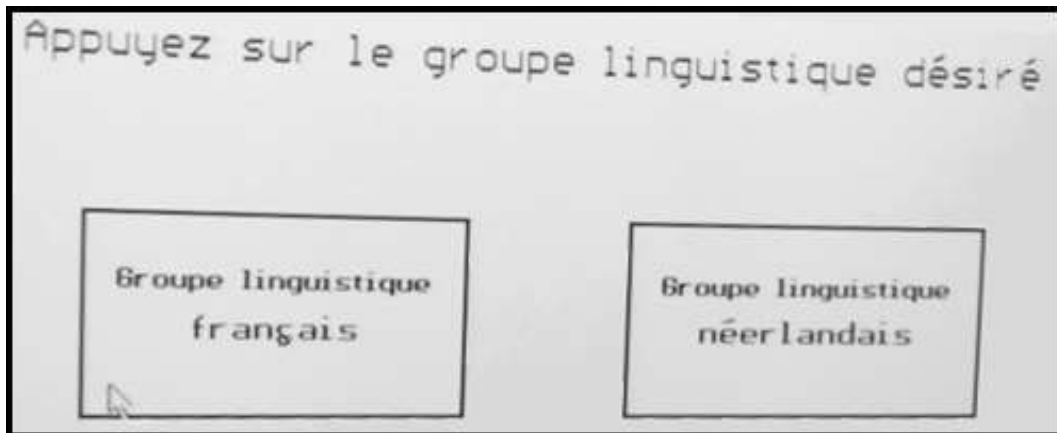 Appuyez sur le groupe linguistique désiré
Groupe linguistique
français
Groupe linguistique
néerlandais